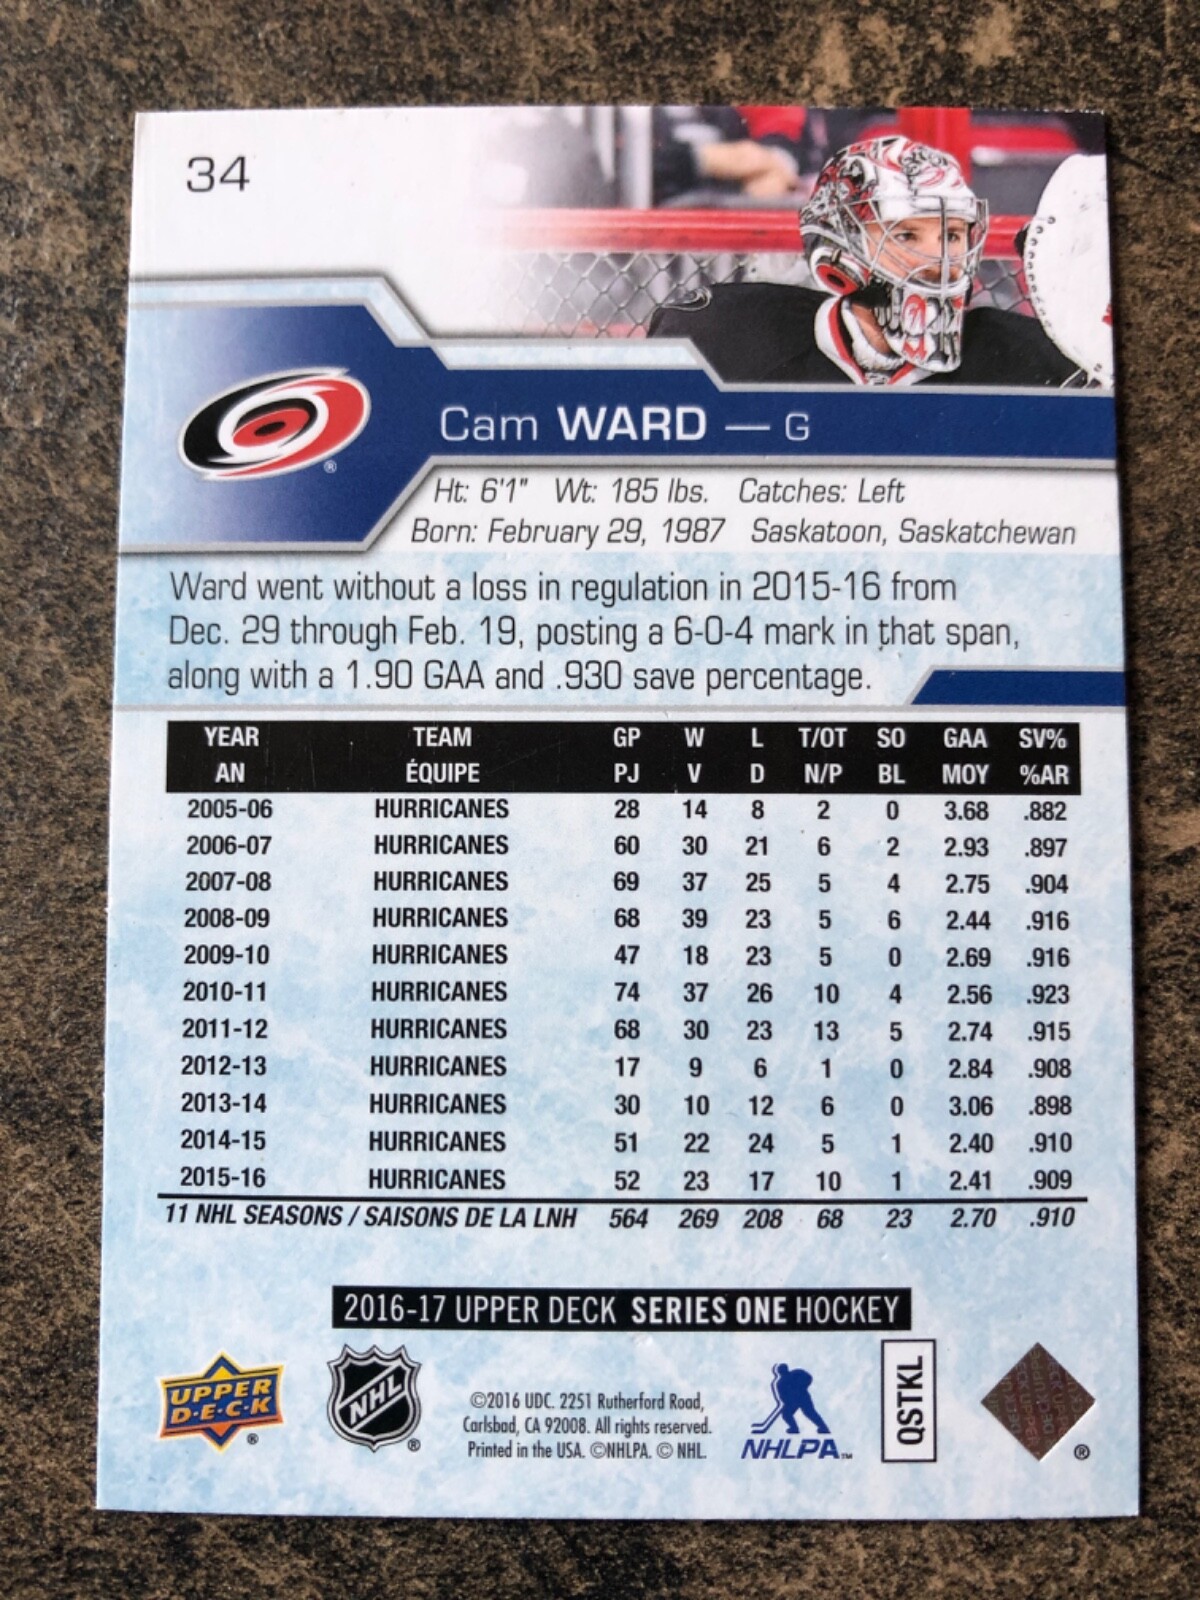 34
Cam WARD — G
Ht: 6'1" Wt: 185 lbs. Catches: Left
Born: February 29, 1987 Saskatoon, Saskatchewan
Ward went without a loss in regulation in 2015-16 from
Dec. 29 through Feb. 19, posting a 6-0-4 mark in that span,
along with a 1.90 GAA and .930 save percentage.
YEAR TEAM GP W L T/OT SO GAA SV%
AN ÉQUIPE PJ V D N/P BL MOY %AR
2005-06 HURRICANES 28 14 8 2 0 3.68 .882
2006-07 HURRICANES 60 30 21 6 2 2.93 .897
2007-08 HURRICANES 69 37 25 5 4 2.75 .904
2008-09 HURRICANES 68 39 23 5 6 2.44 .916
2009-10 HURRICANES 47 18 23 5 0 2.69 .916
2010-11 HURRICANES 74 37 26 10 4 2.56 .923
2011-12 HURRICANES 68 30 23 13 5 2.74 .915
2012-13 HURRICANES 17 9 6 1 0 2.84 .908
2013-14 HURRICANES 30 10 12 6 0 3.06 .898
2014-15 HURRICANES 51 22 24 5 1 2.40 .910
2015-16 HURRICANES 52 23 17 10 1 2.41 .909
11 NHL SEASONS / SAISONS DE LA LNH 564 269 208 68 23 2.70 .910
2016-17 UPPER DECK SERIES ONE HOCKEY
UPPER
D·E·C·K ®
NHL ®
©2016 UDC. 2251 Rutherford Road,
Carlsbad, CA 92008. All rights reserved.
Printed in the USA. ©NHLPA. © NHL.
NHLPA™
QSTKL
®